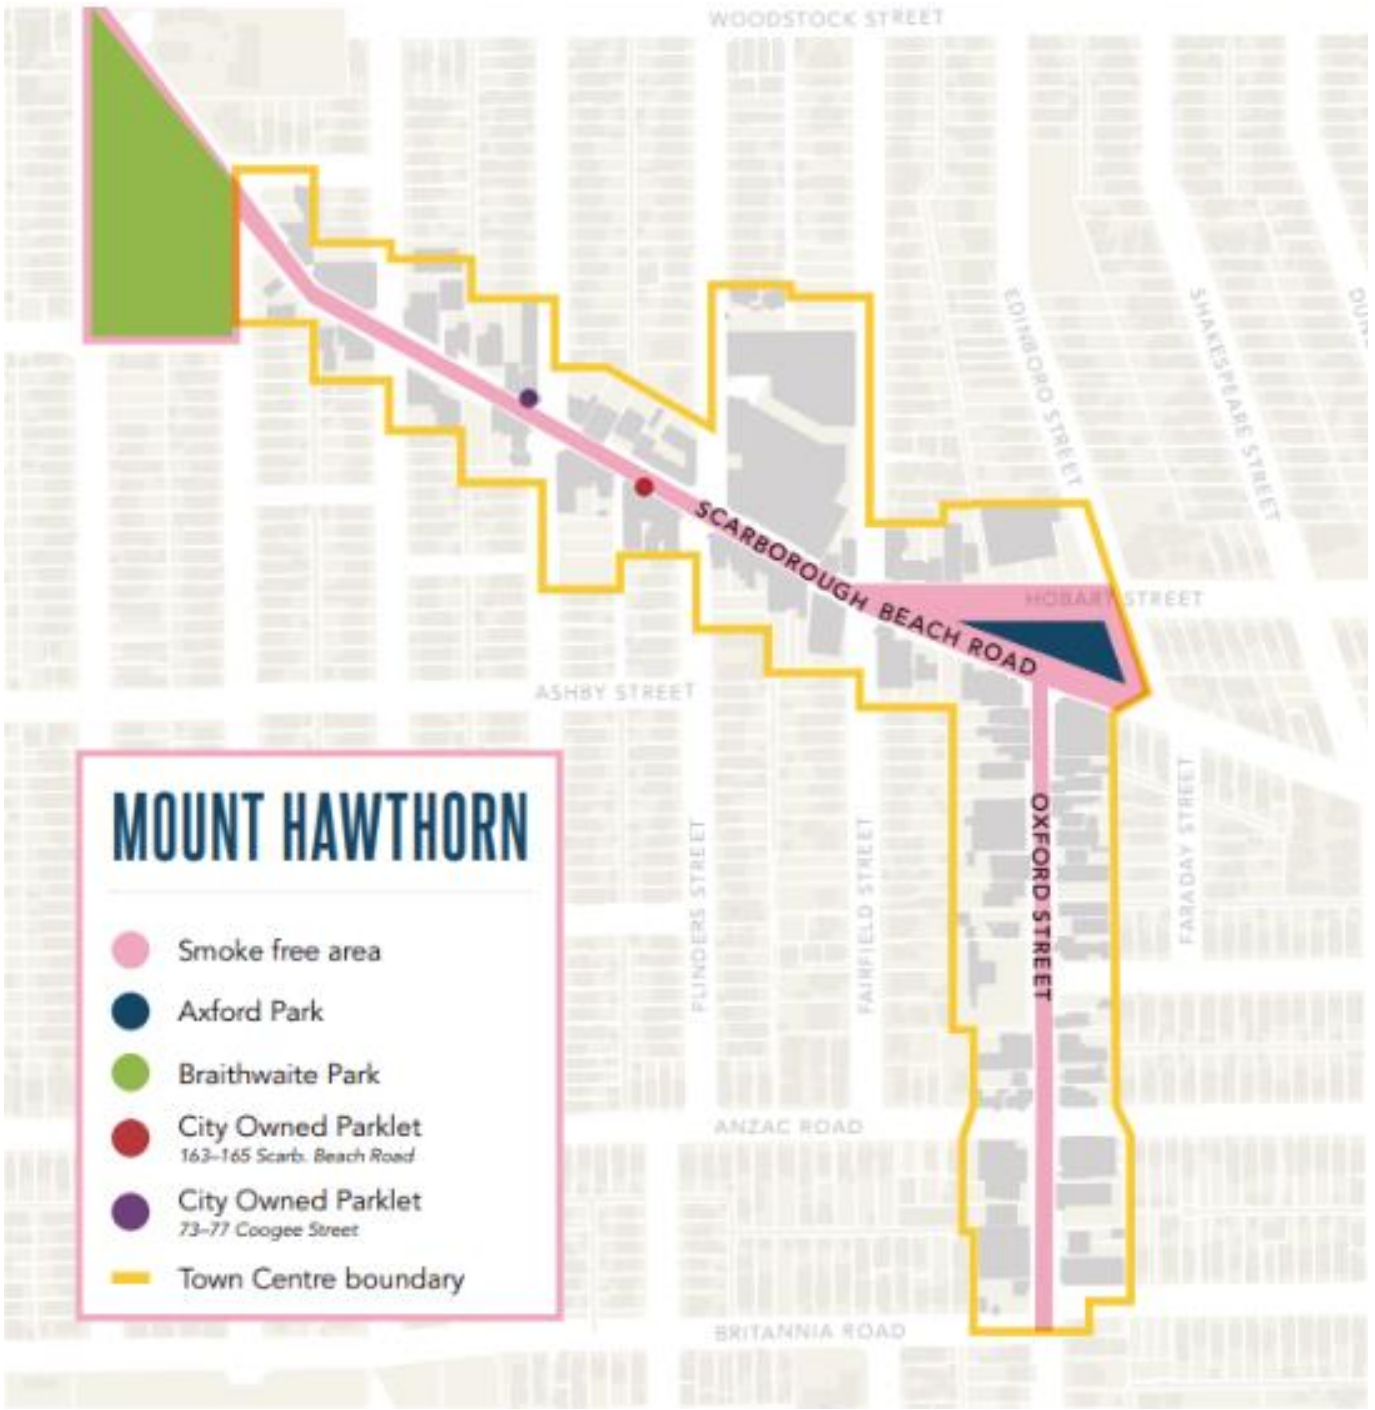 WOODSTOCK STREET
EDINBORO STREET
SHAKESPEARE STREET
SCARBOROUGH BEACH ROAD
HOBART STREET
ASHBY STREET
OXFORD STREET
FLINDERS STREET
FAIRFIELD STREET
FARADAY STREET
ANZAC ROAD
BRITANNIA ROAD
MOUNT HAWTHORN
Smoke free area
Axford Park
Braithwaite Park
City Owned Parklet
163–165 Scarb. Beach Road
City Owned Parklet
73–77 Coogee Street
Town Centre boundary